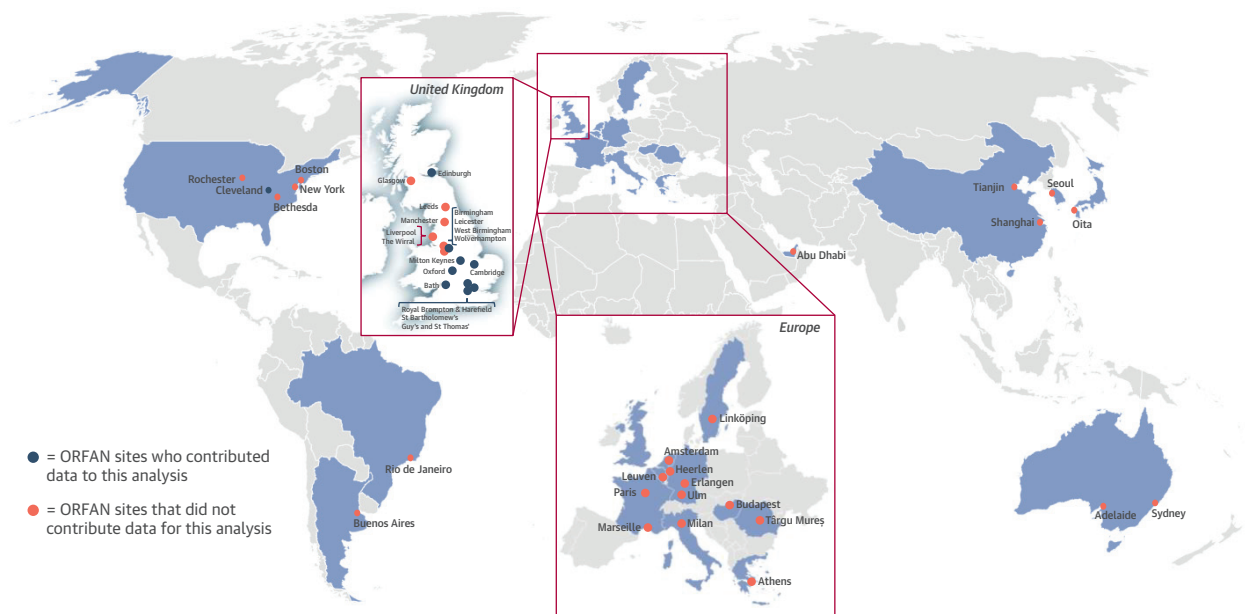 United Kingdom
Edinburgh
Glasgow
Leeds
Manchester
Birmingham
Leicester
West Birmingham
Wolverhampton
Liverpool
The Wirral
Milton Keynes
Cambridge
Oxford
Bath
Royal Brompton & Harefield
St Bartholomew's
Guy's and St Thomas'
Boston
Rochester
Cleveland
New York
Bethesda
Tianjin
Seoul
Shanghai
Oita
Abu Dhabi
Europe
Linköping
Amsterdam
Heerlen
Leuven
Erlangen
Paris
Ulm
Budapest
Târgu Mureș
Marseille
Milan
Athens
Rio de Janeiro
Buenos Aires
Adelaide
Sydney
= ORFAN sites who contributed
data to this analysis
= ORFAN sites that did not
contribute data for this analysis